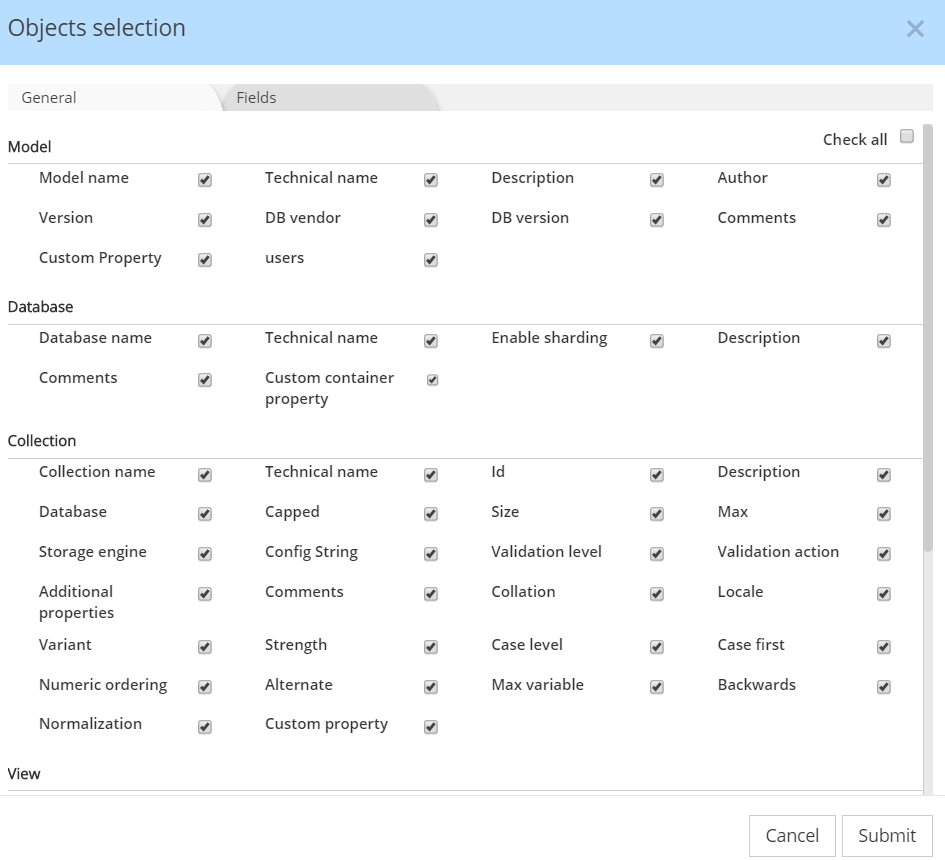 Objects selection
General Fields
Check all
Model
Model name Technical name Description Author
Version DB vendor DB version Comments
Custom Property users
Database
Database name Technical name Enable sharding Description
Comments Custom container
property
Collection
Collection name Technical name Id Description
Database Capped Size Max
Storage engine Config String Validation level Validation action
Additional Comments Collation Locale
properties
Variant Strength Case level Case first
Numeric ordering Alternate Max variable Backwards
Normalization Custom property
View
Cancel Submit